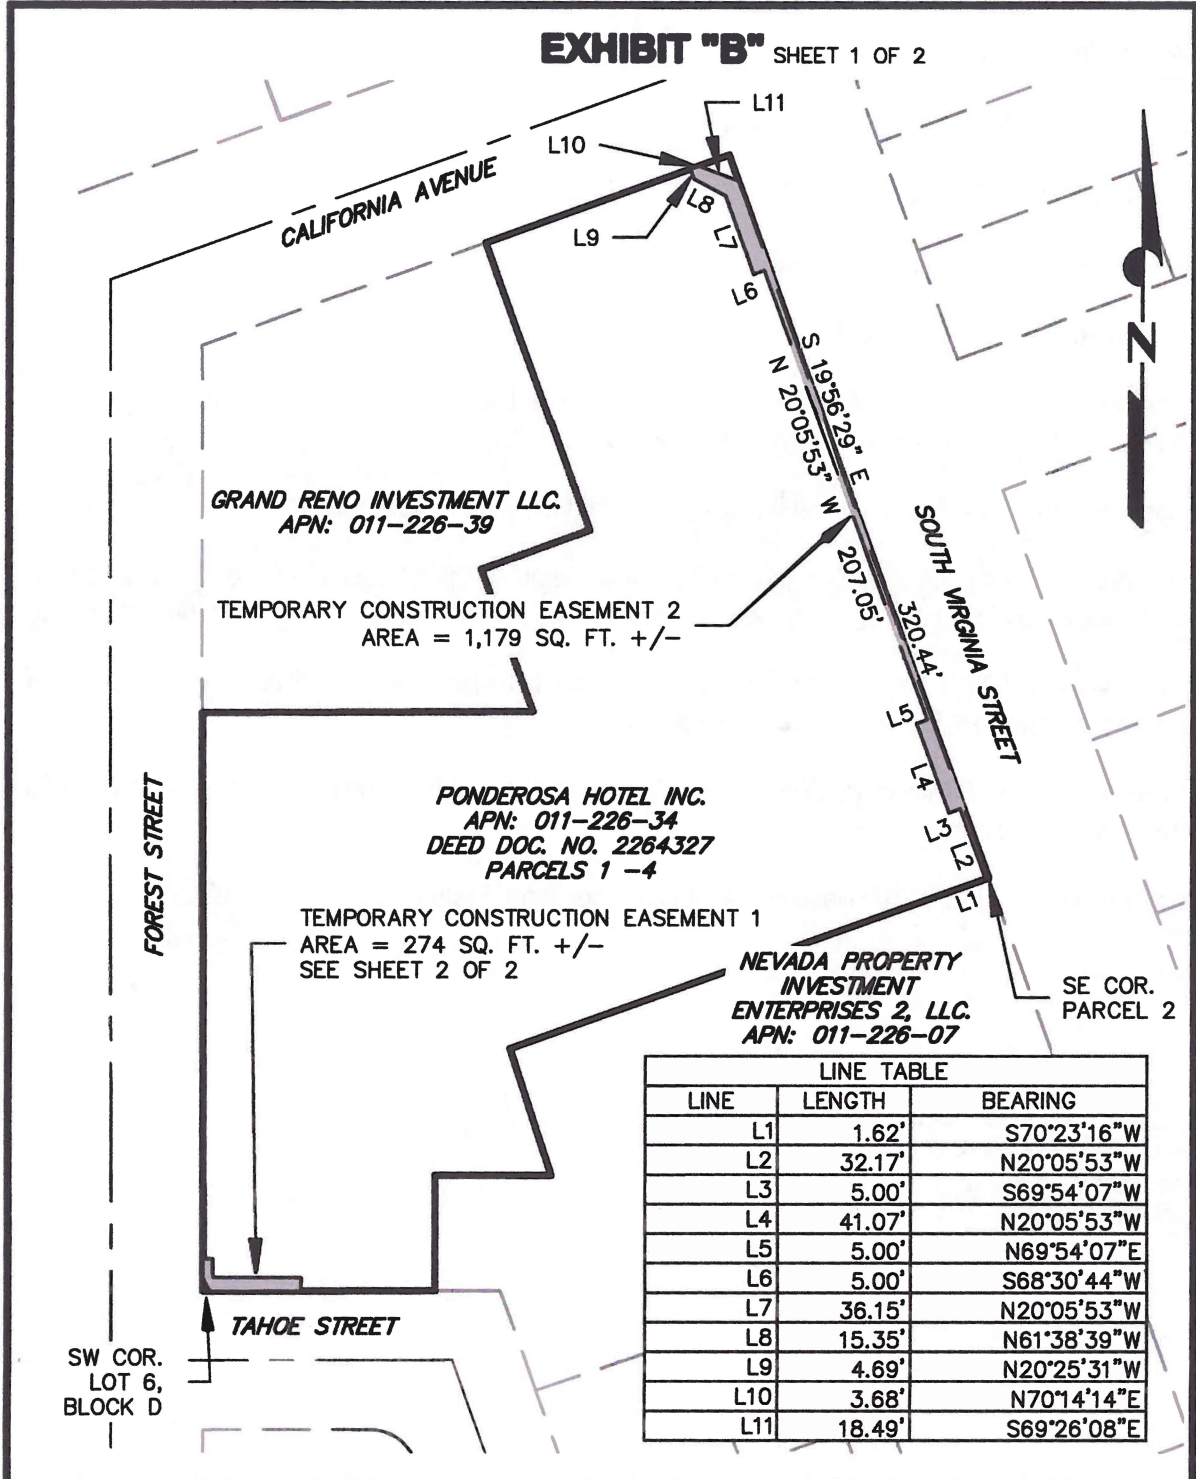 EXHIBIT "B" SHEET 1 OF 2
L11
L10
CALIFORNIA AVENUE
L8
L9
L7
L6
N
S 19°56'29" E
320.44'
N 20°05'53" W
207.05'
GRAND RENO INVESTMENT LLC.
APN: 011-226-39
SOUTH VIRGINIA STREET
TEMPORARY CONSTRUCTION EASEMENT 2
AREA = 1,179 SQ. FT. +/-
L5
L4
L3
L2
L1
FOREST STREET
PONDEROSA HOTEL INC.
APN: 011-226-34
DEED DOC. NO. 2264327
PARCELS 1 -4
TEMPORARY CONSTRUCTION EASEMENT 1
AREA = 274 SQ. FT. +/-
SEE SHEET 2 OF 2
NEVADA PROPERTY
INVESTMENT
ENTERPRISES 2, LLC.
APN: 011-226-07
SE COR.
PARCEL 2
LINE TABLE
LINE LENGTH BEARING
L1 1.62' S70°23'16"W
L2 32.17' N20°05'53"W
L3 5.00' S69°54'07"W
L4 41.07' N20°05'53"W
L5 5.00' N69°54'07"E
L6 5.00' S68°30'44"W
L7 36.15' N20°05'53"W
L8 15.35' N61°38'39"W
L9 4.69' N20°25'31"W
L10 3.68' N70°14'14"E
L11 18.49' S69°26'08"E
TAHOE STREET
SW COR.
LOT 6,
BLOCK D